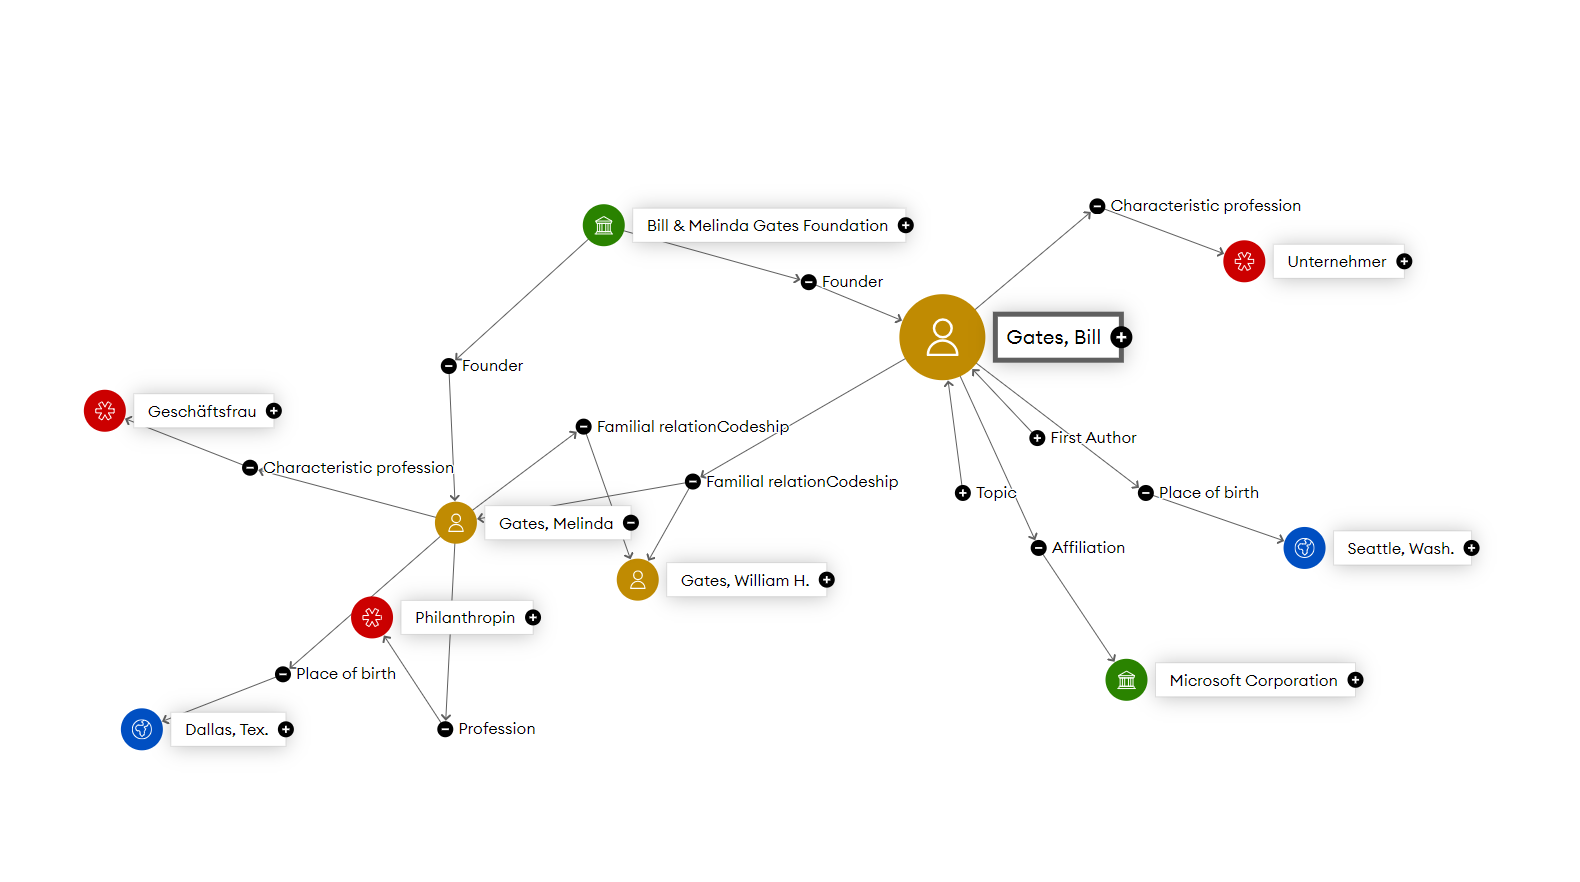 Characteristic profession
Bill & Melinda Gates Foundation
Unternehmer
Founder
Gates, Bill
Founder
Geschäftsfrau
Familial relationCodeship
First Author
Characteristic profession
Familial relationCodeship
Topic
Place of birth
Gates, Melinda
Affiliation
Seattle, Wash.
Gates, William H.
Philanthropin
Place of birth
Microsoft Corporation
Dallas, Tex.
Profession